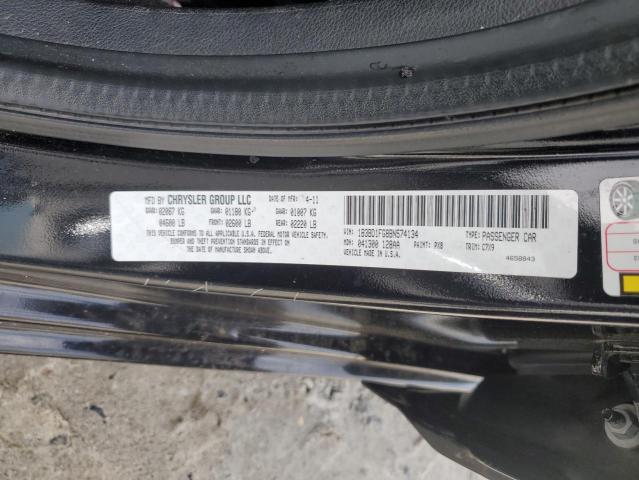 MFD BY CHRYSLER GROUP LLC DATE OF MFR 4-11
GVWR: 02087 KG GAWR: 01180 KG GAWR: 01007 KG
04600 LB FRONT: 02600 LB REAR: 02220 LB
THIS VEHICLE CONFORMS TO ALL APPLICABLE U.S.A. FEDERAL MOTOR VEHICLE SAFETY,
BUMPER AND THEFT PREVENTION STANDARDS IN EFFECT ON
THE DATE OF MANUFACTURE SHOWN ABOVE.
VIN: 1B3BD1FG8BN574134 TYPE: PASSENGER CAR
MDH: 041300 128AA PAINT: PX8 TRIM: C7X9
VEHICLE MADE IN U.S.A. 4658843